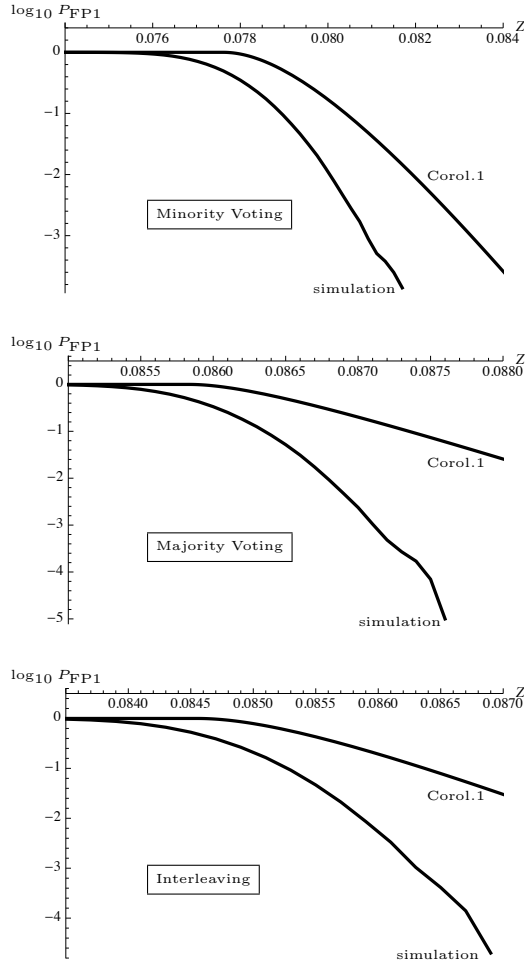 log10 PFP1
Z
0.076 0.078 0.080 0.082 0.084
0
−1
Corol.1
−2
Minority Voting
−3
simulation
log10 PFP1
Z
0.0855 0.0860 0.0865 0.0870 0.0875 0.0880
0
−1
Corol.1
−2
−3
Majority Voting
−4
−5
simulation
log10 PFP1
Z
0.0840 0.0845 0.0850 0.0855 0.0860 0.0865 0.0870
0
−1
Corol.1
−2
−3
Interleaving
−4
simulation